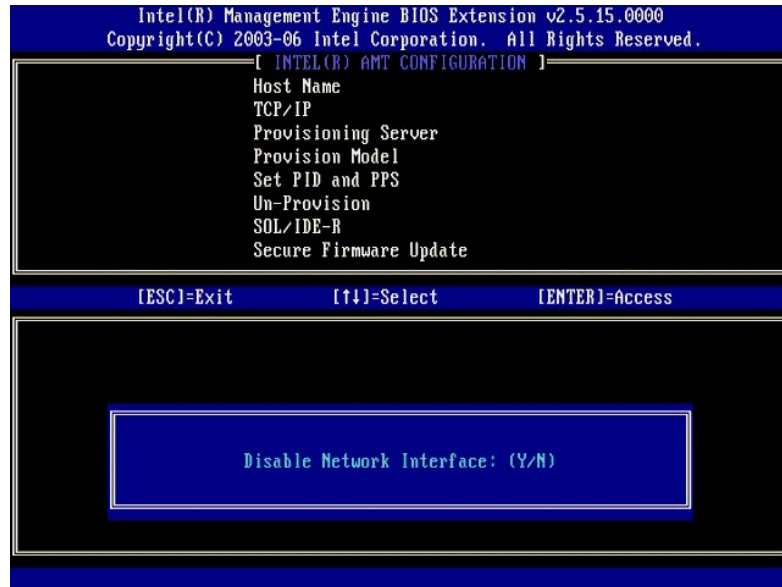 Intel(R) Management Engine BIOS Extension v2.5.15.0000
Copyright(C) 2003-06 Intel Corporation. All Rights Reserved.
[ INTEL(R) AMT CONFIGURATION ]
Host Name
TCP/IP
Provisioning Server
Provision Model
Set PID and PPS
Un-Provision
SOL/IDE-R
Secure Firmware Update
[ESC]=Exit [↑↓]=Select [ENTER]=Access
Disable Network Interface: (Y/N)